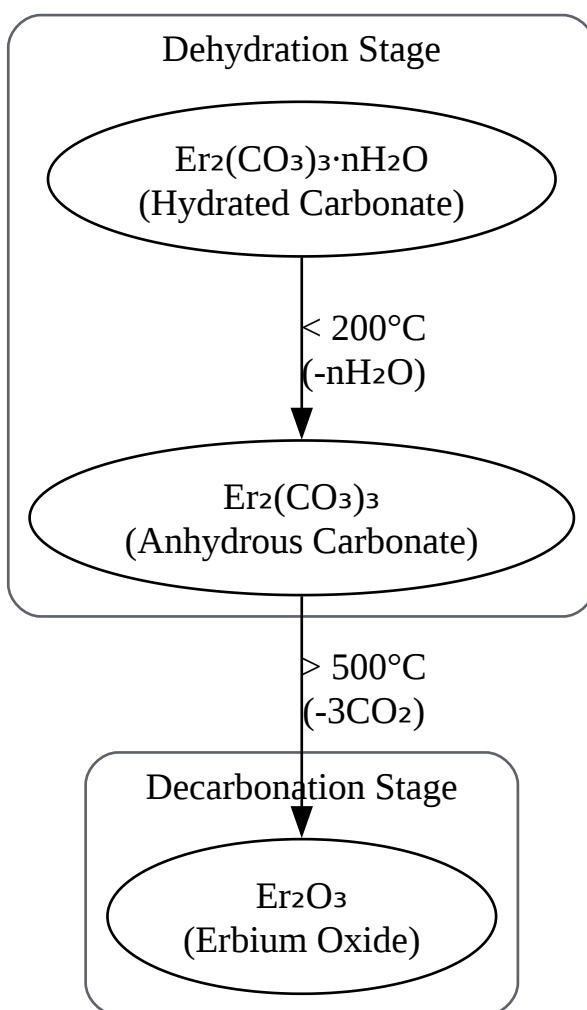 Dehydration Stage
Er₂(CO₃)₃·nH₂O
(Hydrated Carbonate)
< 200°C
(-nH₂O)
Er₂(CO₃)₃
(Anhydrous Carbonate)
> 500°C
(-3CO₂)
Decarbonation Stage
Er₂O₃
(Erbium Oxide)